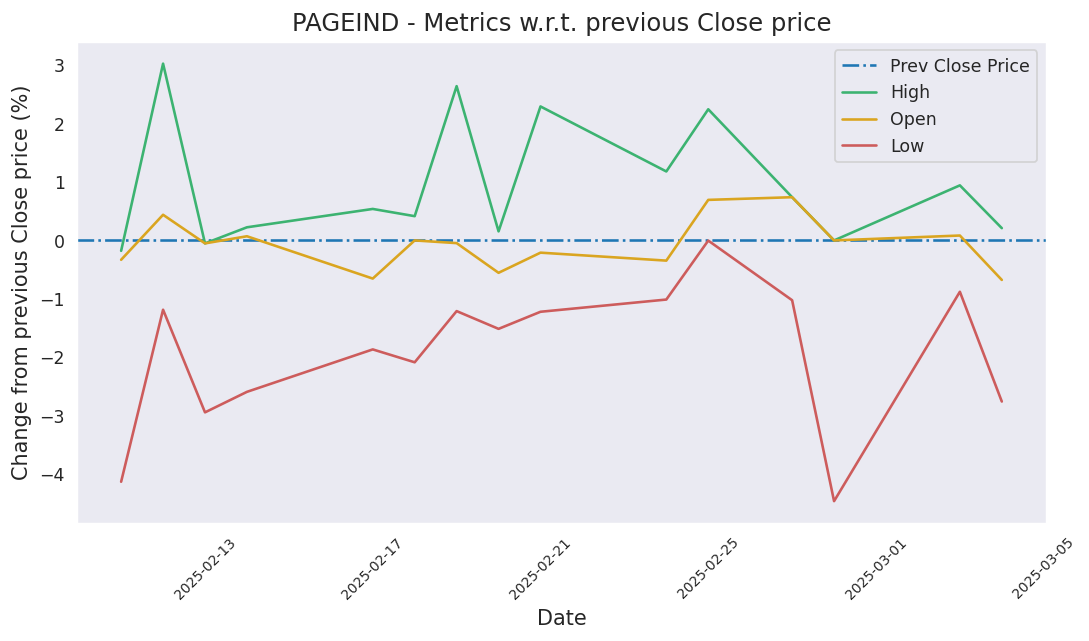 PAGEIND - Metrics w.r.t. previous Close price
Change from previous Close price (%)
3
2
1
0
−1
−2
−3
−4
Prev Close Price
High
Open
Low
2025-02-13
2025-02-17
2025-02-21
2025-02-25
2025-03-01
2025-03-05
Date